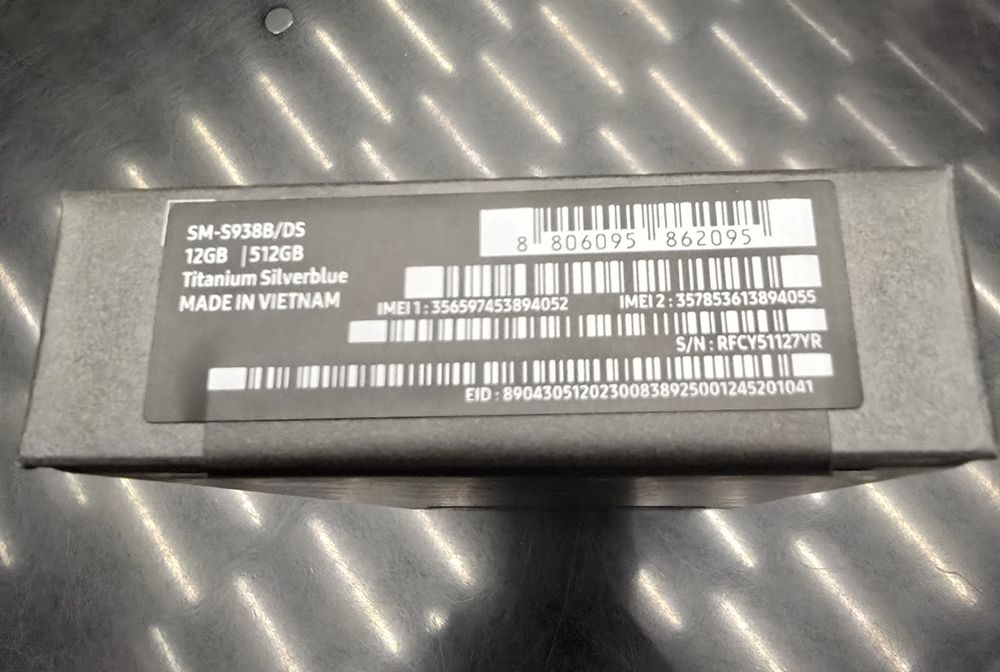 SM-S938B/DS
12GB | 512GB
Titanium Silverblue
MADE IN VIETNAM
8 806095 862095
IMEI 1 : 356597453894052
IMEI 2 : 357853613894055
S/N : RFCY51127YR
EID : 89043051202300838925001245201041